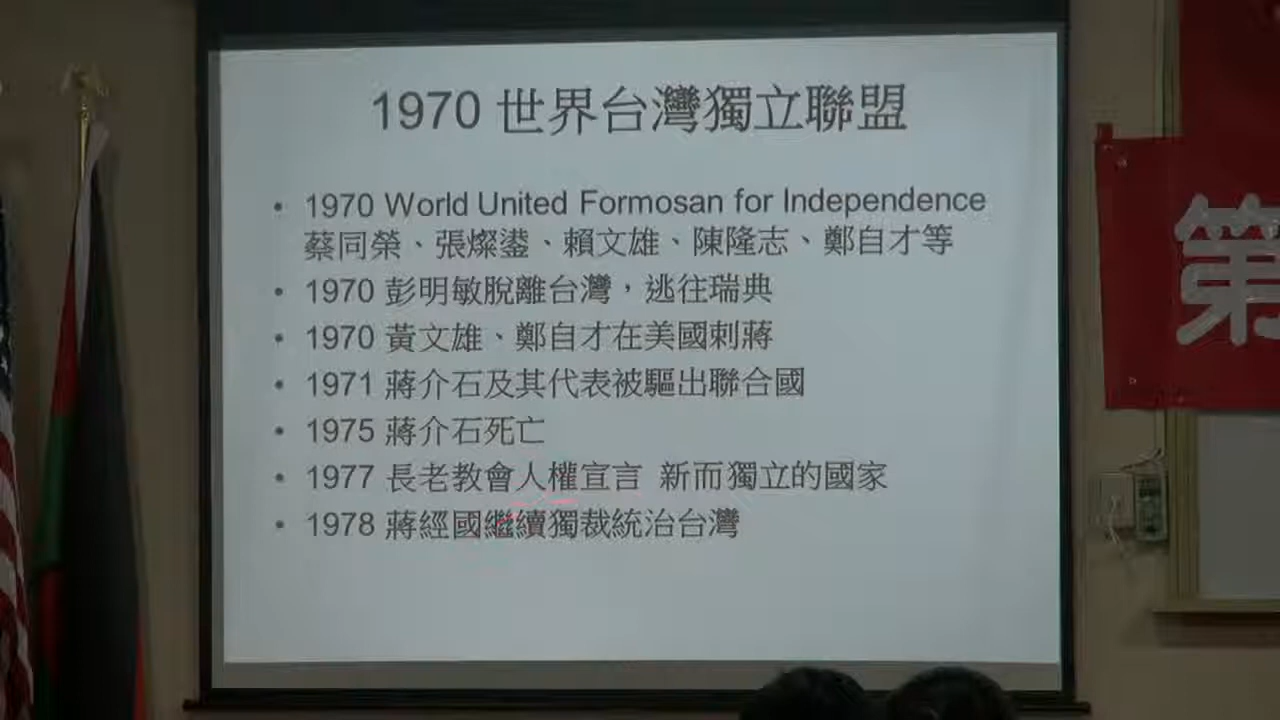 1970 世界台灣獨立聯盟
• 1970 World United Formosan for Independence
蔡同榮、張燦鍙、賴文雄、陳隆志、鄭自才等
• 1970 彭明敏脫離台灣，逃往瑞典
• 1970 黃文雄、鄭自才在美國刺蔣
• 1971 蔣介石及其代表被驅出聯合國
• 1975 蔣介石死亡
• 1977 長老教會人權宣言 新而獨立的國家
• 1978 蔣經國繼續獨裁統治台灣
第